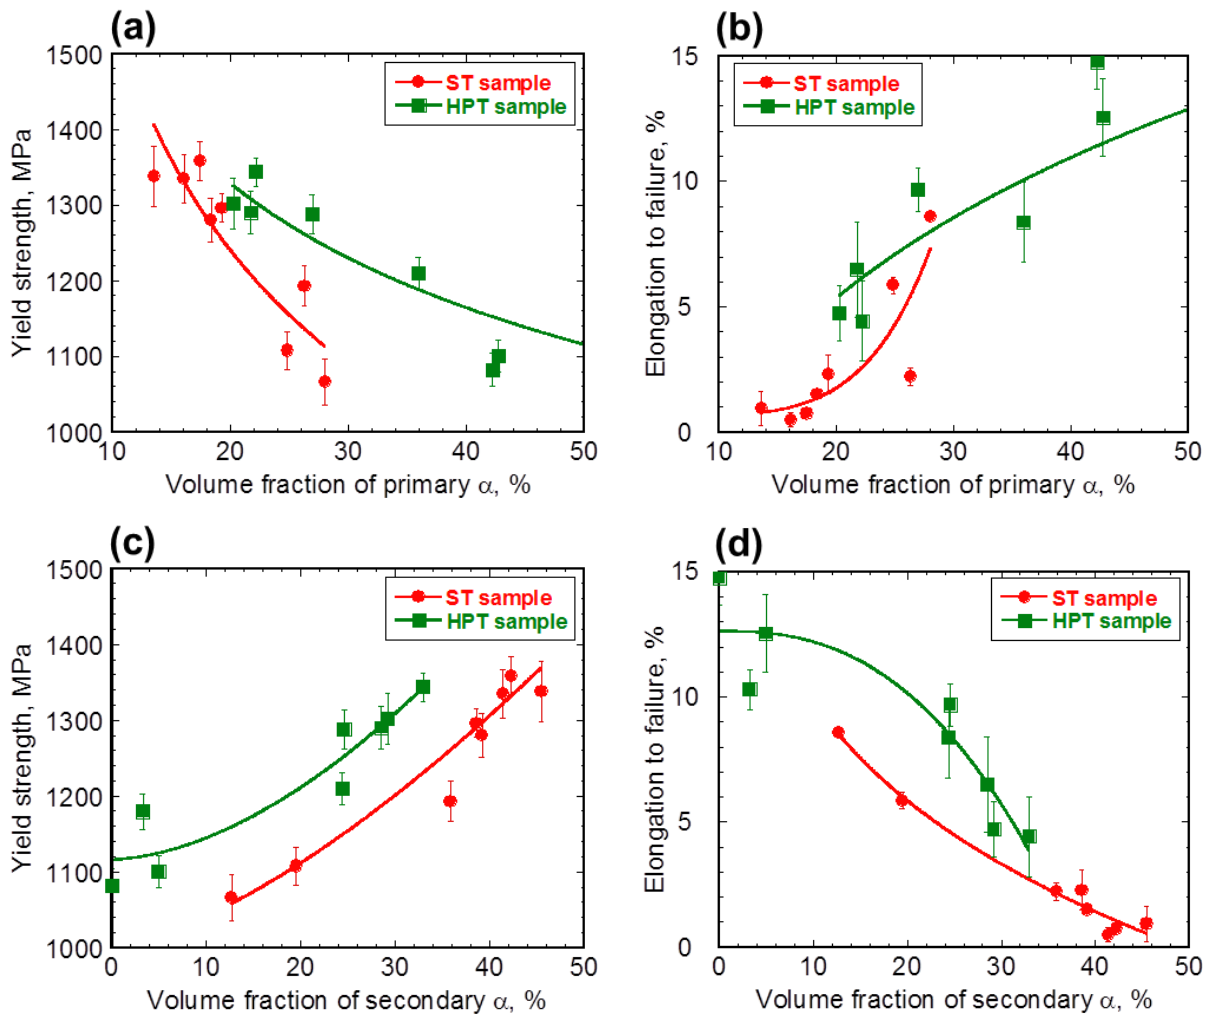 (a)
1500
1400
1300
1200
1100
1000
Yield strength, MPa
ST sample
HPT sample
10 20 30 40 50
Volume fraction of primary α, %
(b)
15
10
5
0
Elongation to failure, %
ST sample
HPT sample
10 20 30 40 50
Volume fraction of primary α, %
(c)
1500
1400
1300
1200
1100
1000
Yield strength, MPa
ST sample
HPT sample
0 10 20 30 40 50
Volume fraction of secondary α, %
(d)
15
10
5
0
Elongation to failure, %
ST sample
HPT sample
0 10 20 30 40 50
Volume fraction of secondary α, %